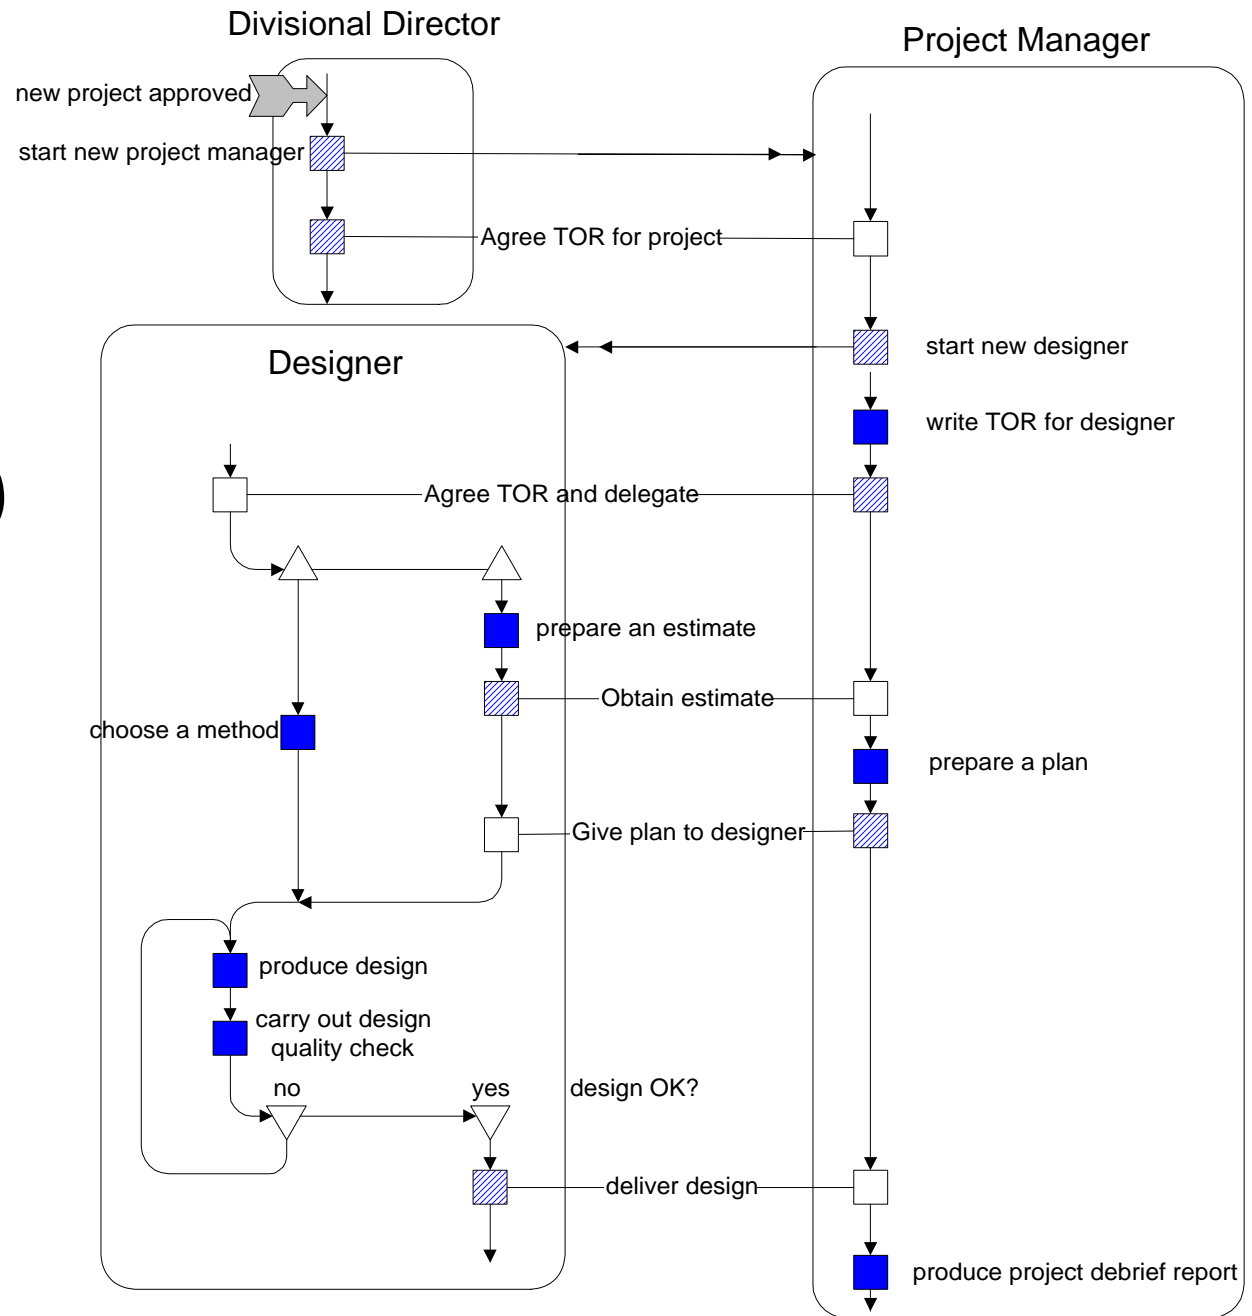 Divisional Director
Project Manager
new project approved
start new project manager
Agree TOR for project
Designer
start new designer
write TOR for designer
Agree TOR and delegate
prepare an estimate
Obtain estimate
choose a method
prepare a plan
Give plan to designer
produce design
carry out design
quality check
no
yes
design OK?
deliver design
produce project debrief report
)